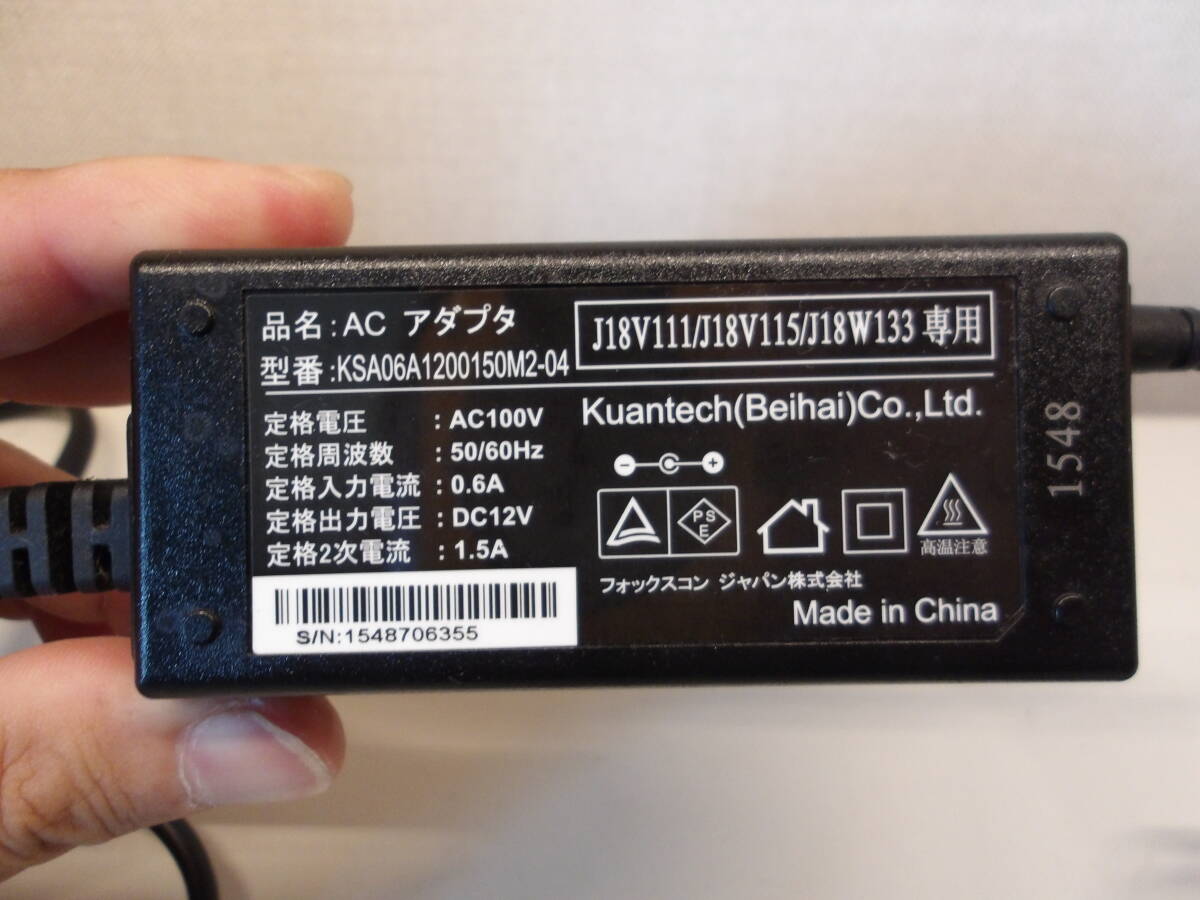 品名:AC アダプタ
型番:KSA06A1200150M2-04
J18V111/J18V115/J18W133 専用
定格電圧 :AC100V
定格周波数 :50/60Hz
定格入力電流 :0.6A
定格出力電圧 :DC12V
定格2次電流 :1.5A
S/N:1548706355
Kuantech(Beihai)Co.,Ltd.
PS
E
高温注意
フォックスコン ジャパン株式会社
Made in China
1548